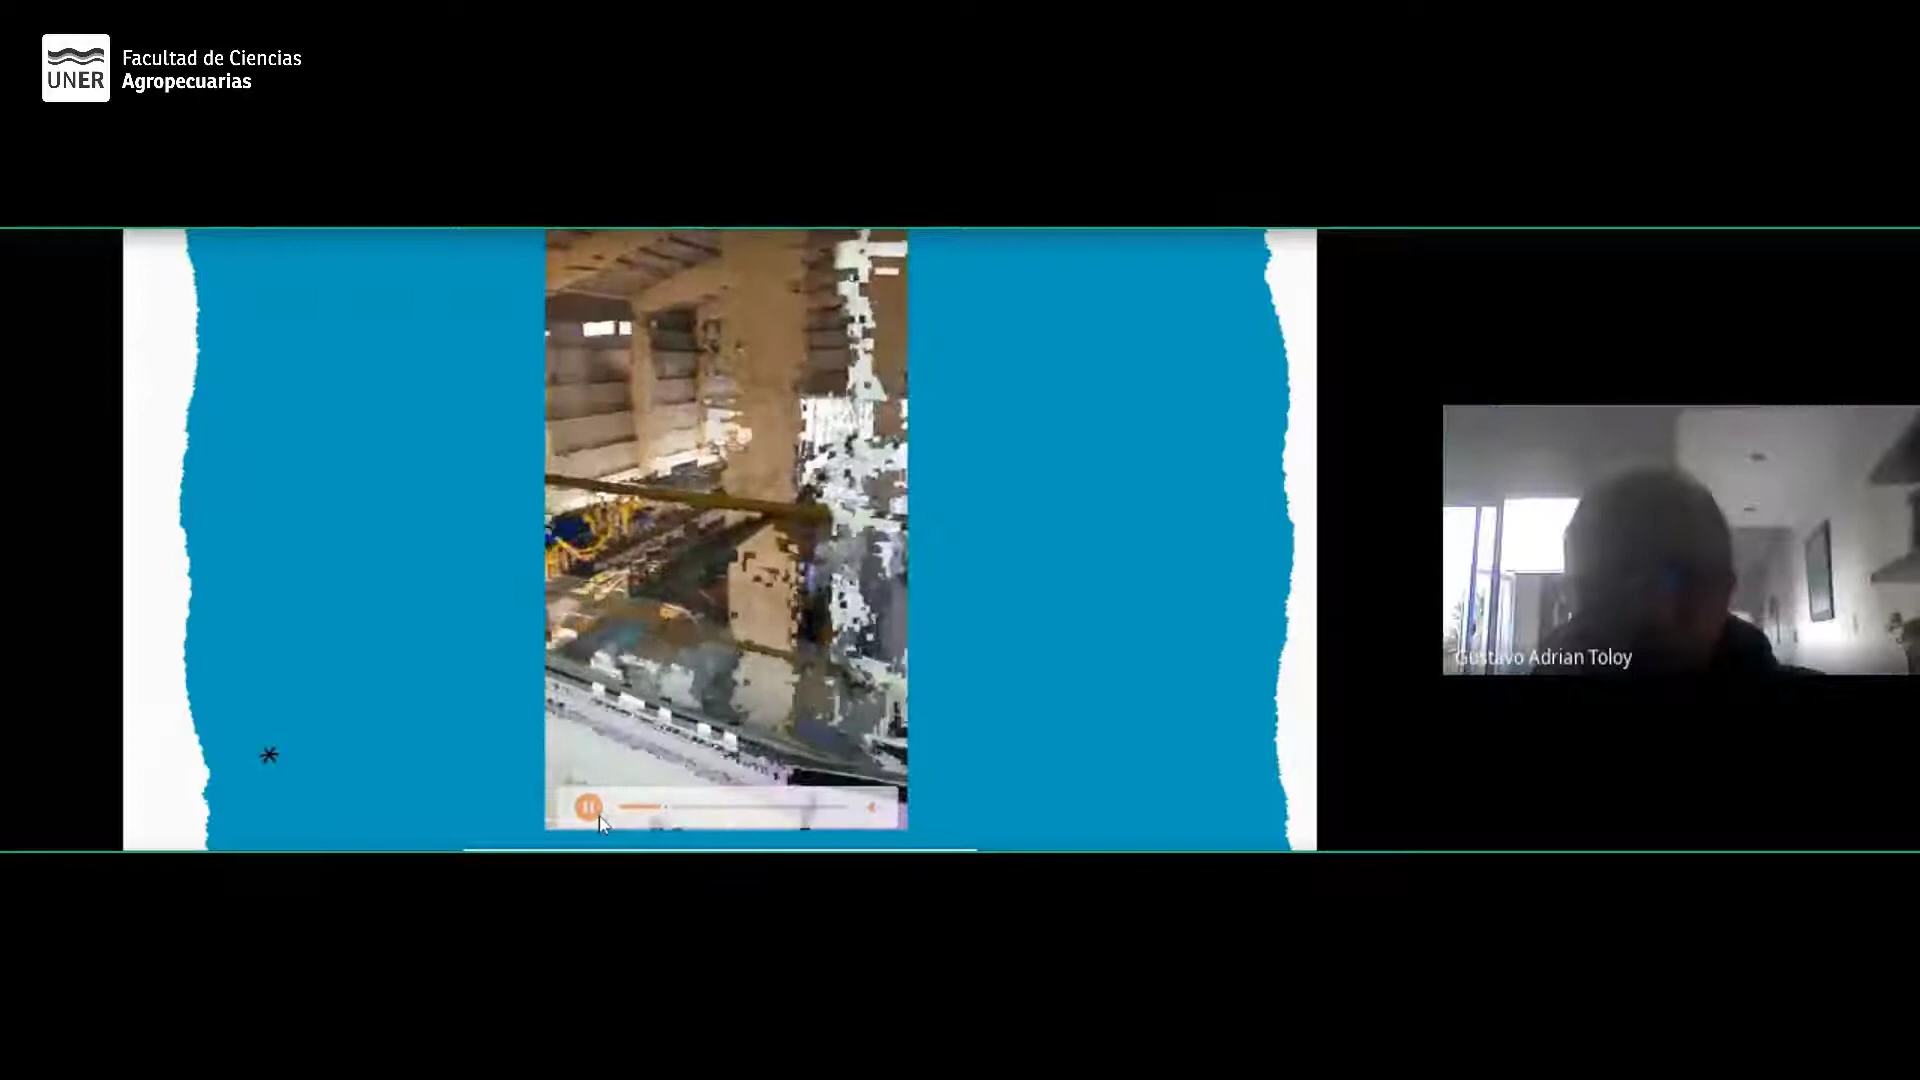 UNER
Facultad de Ciencias
Agropecuarias
*
Gustavo Adrian Toloy